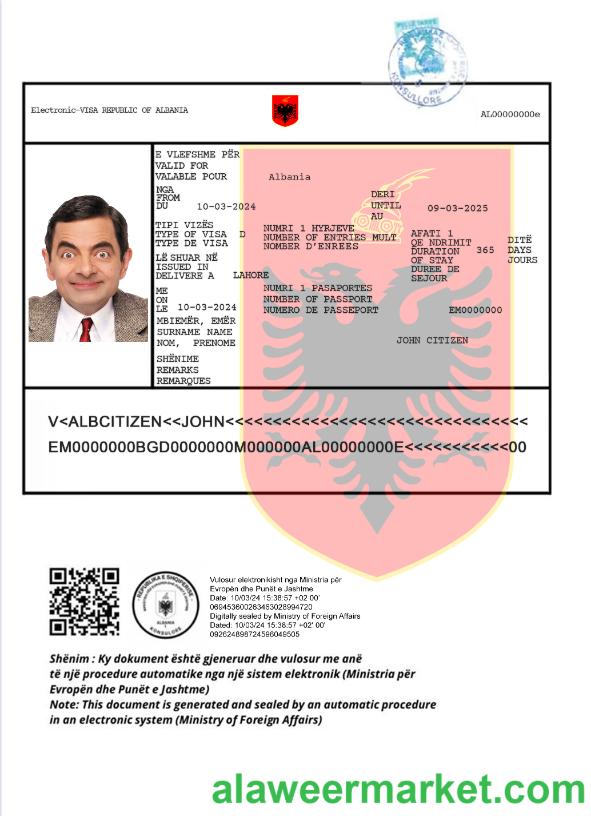 KONSULLORE
Electronic-VISA REPUBLIC OF ALBANIA
AL00000000e
E VLEFSHME PËR
VALID FOR
VALABLE POUR Albania
NGA
FROM
DU 10-03-2024
DERI
UNTIL
AU 09-03-2025
TIPI VIZËS
TYPE OF VISA D
TYPE DE VISA
NUMRI 1 HYRJEVE
NUMBER OF ENTRIES MULT
NOMBER D'ENREES
AFATI 1
QE NDRIMIT
DURATION 365
OF STAY
DUREE DE
SEJOUR
DITË
DAYS
JOURS
LËSHUAR NË
ISSUED IN
DELIVERE A LAHORE
ME
ON
LE 10-03-2024
NUMRI 1 PASAPORTES
NUMBER OF PASSPORT
NUMERO DE PASSEPORT EM0000000
MBIEMËR, EMËR
SURNAME NAME
NOM, PRENOME
JOHN CITIZEN
SHËNIME
REMARKS
REMARQUES
V<ALBCITIZEN<<JOHN<<<<<<<<<<<<<<<<<<<<<<<<<<<<<<<
EM0000000BGD0000000M000000AL00000000E<<<<<<<<<<<00
REPUBLIKA E SHQIPERISE
ALBANIA
KONSULLORE
Vulosur elektronikisht nga Ministria për
Evropën dhe Punët e Jashtme
Date: 10/03/24 15:38:57 +02 00'
069453600283463028994720
Digitally sealed by Ministry of Foreign Affairs
Dated: 10/03/24 15:38:57 +02' 00'
092624898724596049505
Shënim : Ky dokument është gjeneruar dhe vulosur me anë
të një procedure automatike nga një sistem elektronik (Ministria për
Evropën dhe Punët e Jashtme)
Note: This document is generated and sealed by an automatic procedure
in an electronic system (Ministry of Foreign Affairs)
alaweermarket.com